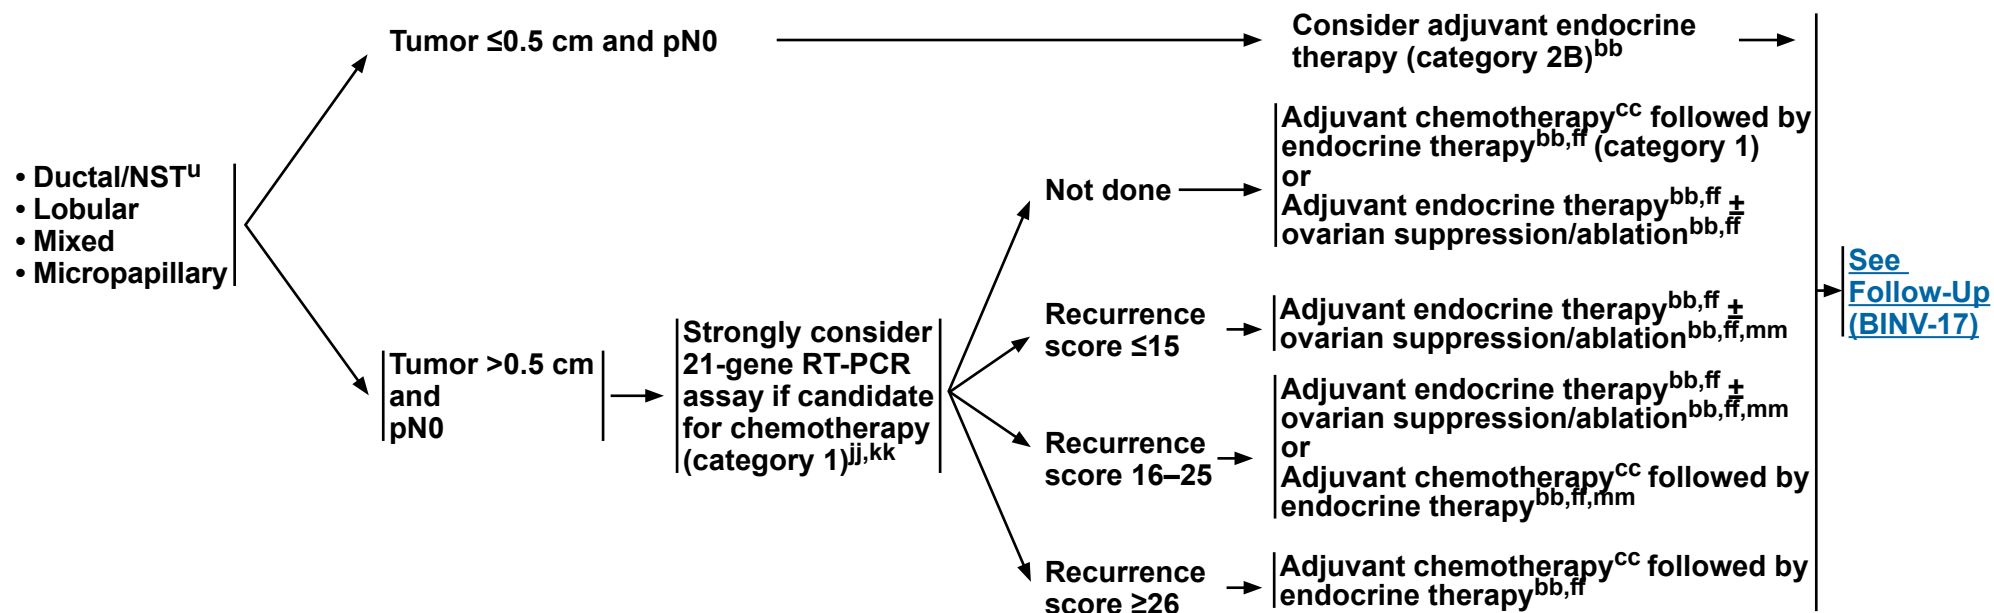 • Ductal/NSTu
• Lobular
• Mixed
• Micropapillary
Tumor ≤0.5 cm and pN0
Consider adjuvant endocrine
therapy (category 2B)bb
Tumor >0.5 cm
and
pN0
Strongly consider
21-gene RT-PCR
assay if candidate
for chemotherapy
(category 1)jj,kk
Not done
Adjuvant chemotherapycc followed by
endocrine therapybb,ff (category 1)
or
Adjuvant endocrine therapybb,ff ±
ovarian suppression/ablationbb,ff
Recurrence
score ≤15
Adjuvant endocrine therapybb,ff ±
ovarian suppression/ablationbb,ff,mm
Recurrence
score 16–25
Adjuvant endocrine therapybb,ff ±
ovarian suppression/ablationbb,ff,mm
or
Adjuvant chemotherapycc followed by
endocrine therapybb,ff,mm
Recurrence
score ≥26
Adjuvant chemotherapycc followed by
endocrine therapybb,ff
See
Follow-Up
(BINV-17)